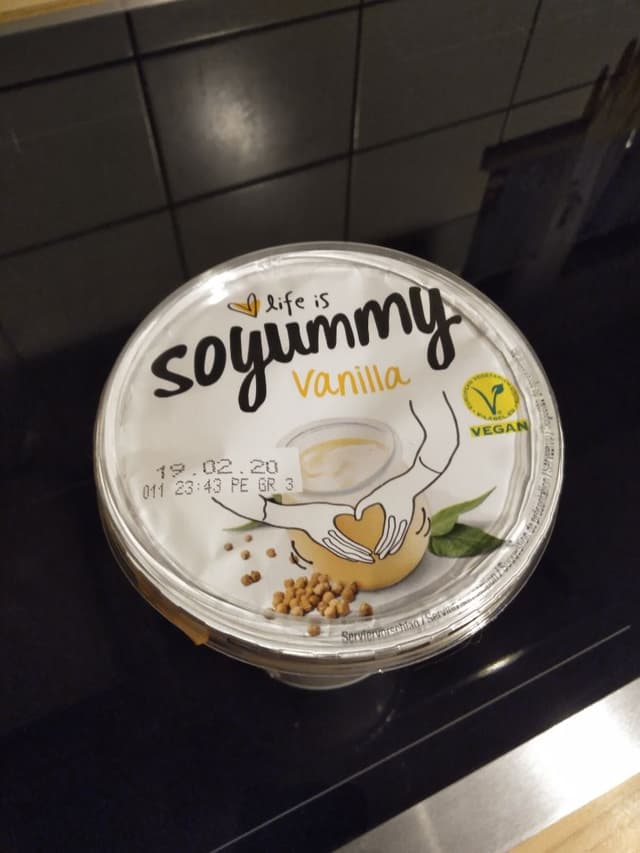 life is
soyummy
vanilla
VEGAN
19.02.20
011 23:43 PE GR 3
Serviervorschlag /